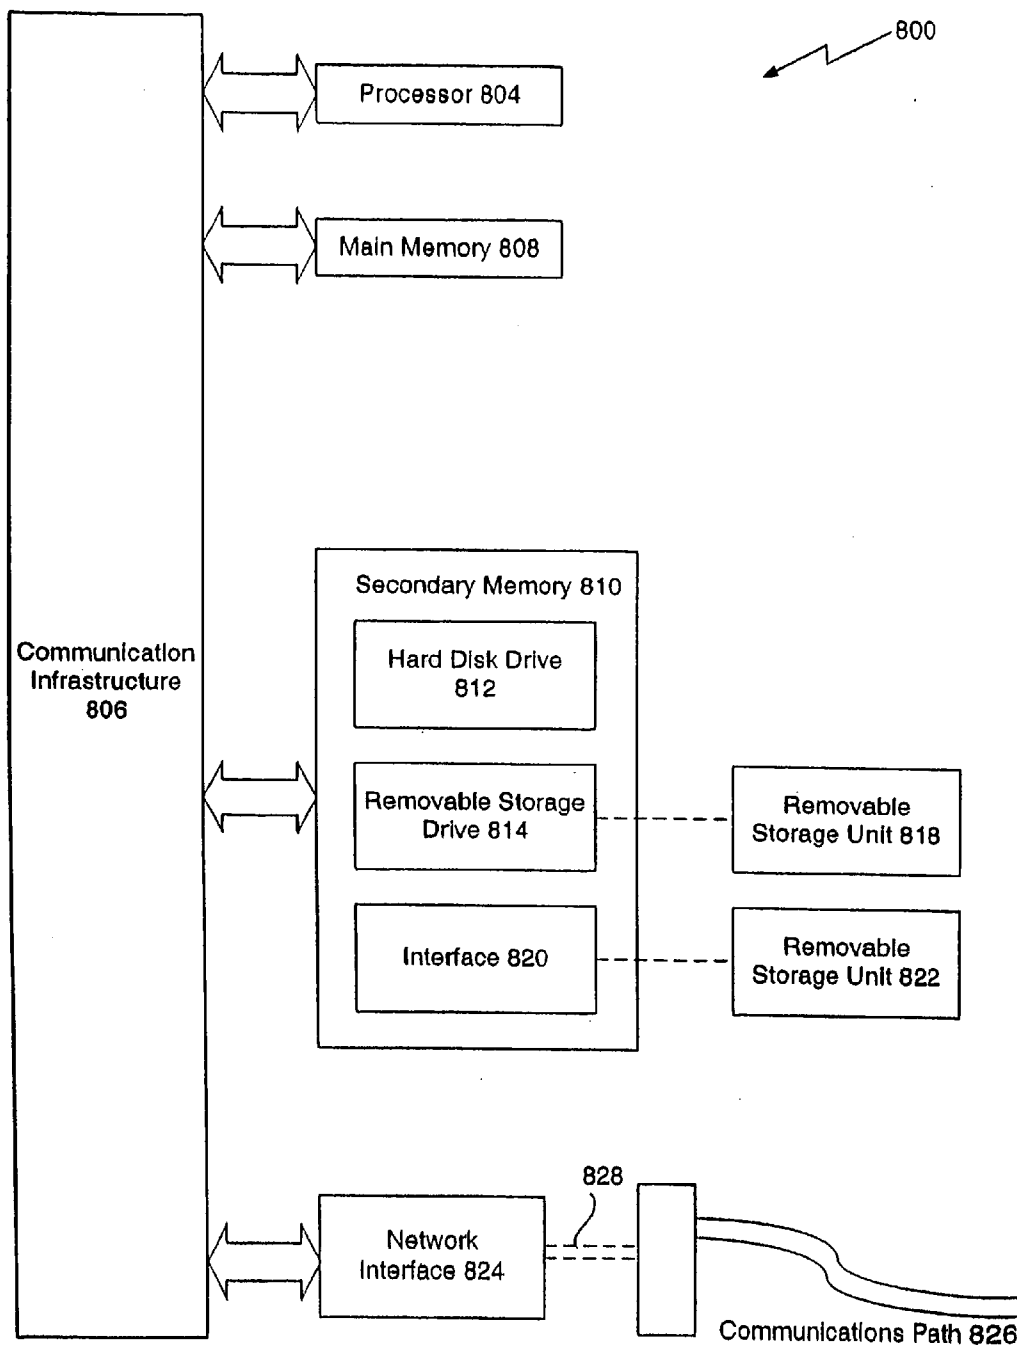 800
Processor 804
Main Memory 808
Secondary Memory 810
Hard Disk Drive
812
Communication
Infrastructure
806
Removable Storage
Drive 814
Removable
Storage Unit 818
Interface 820
Removable
Storage Unit 822
828
Network
Interface 824
Communications Path 826